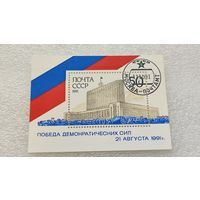 ПОЧТА
СССР
1991
50
ПОБЕДА ДЕМОКРАТИЧЕСКИХ СИЛ
21 АВГУСТА 1991г.